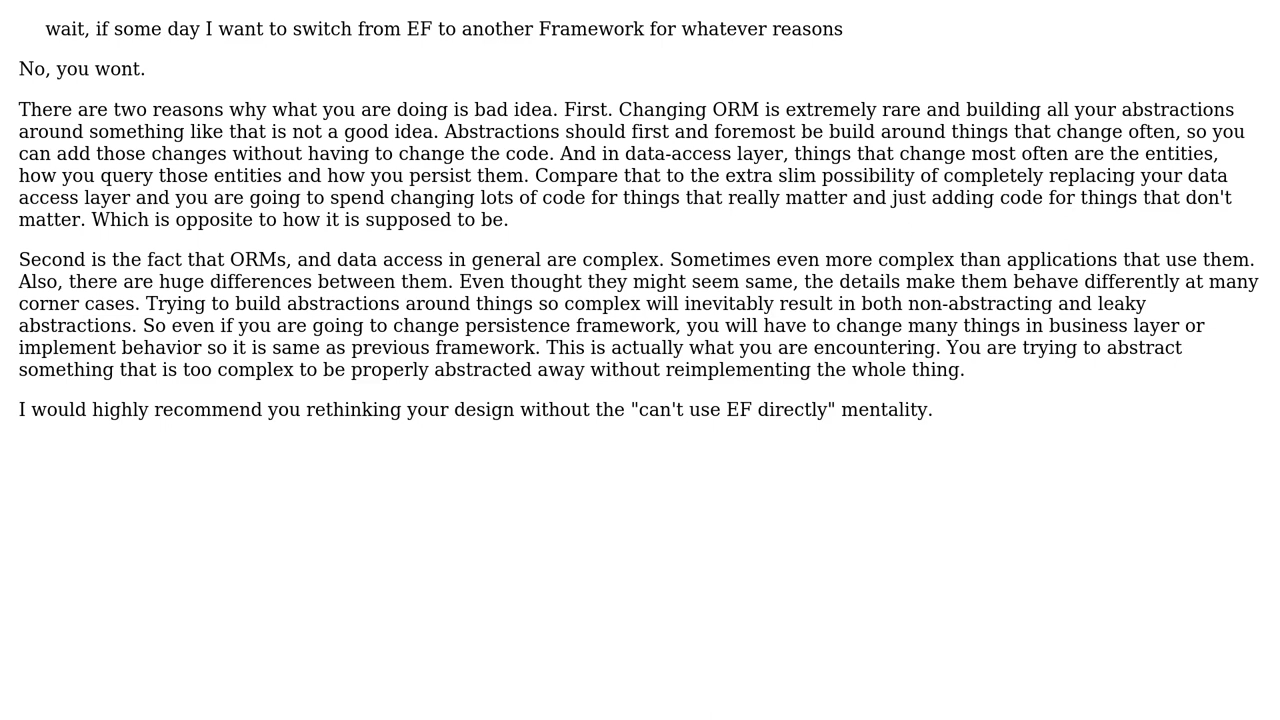 wait, if some day I want to switch from EF to another Framework for whatever reasons
No, you wont.
There are two reasons why what you are doing is bad idea. First. Changing ORM is extremely rare and building all your abstractions
around something like that is not a good idea. Abstractions should first and foremost be build around things that change often, so you
can add those changes without having to change the code. And in data-access layer, things that change most often are the entities,
how you query those entities and how you persist them. Compare that to the extra slim possibility of completely replacing your data
access layer and you are going to spend changing lots of code for things that really matter and just adding code for things that don't
matter. Which is opposite to how it is supposed to be.
Second is the fact that ORMs, and data access in general are complex. Sometimes even more complex than applications that use them.
Also, there are huge differences between them. Even thought they might seem same, the details make them behave differently at many
corner cases. Trying to build abstractions around things so complex will inevitably result in both non-abstracting and leaky
abstractions. So even if you are going to change persistence framework, you will have to change many things in business layer or
implement behavior so it is same as previous framework. This is actually what you are encountering. You are trying to abstract
something that is too complex to be properly abstracted away without reimplementing the whole thing.
I would highly recommend you rethinking your design without the "can't use EF directly" mentality.